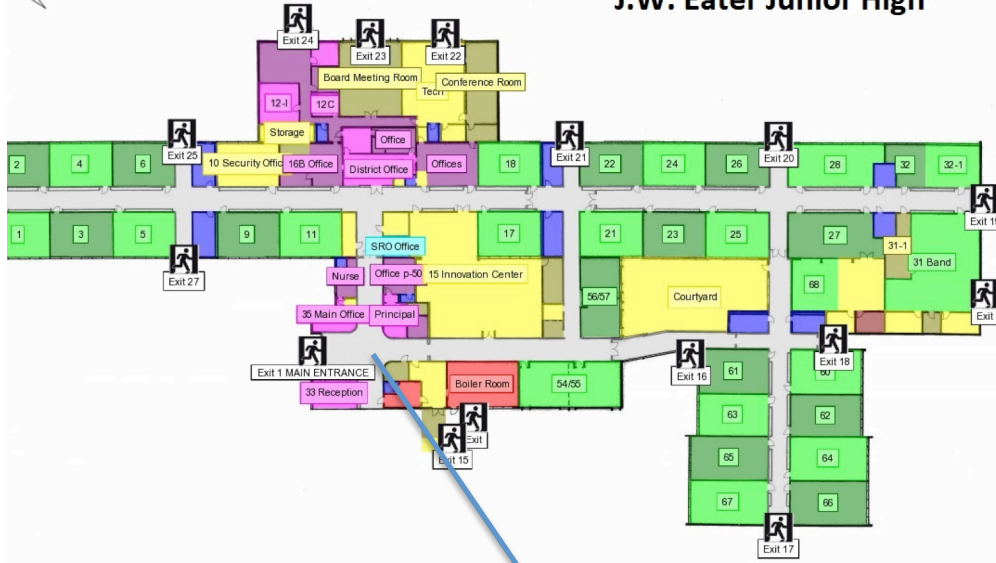 J.W. Eater Junior High
Exit 24
Exit 23
Exit 22
Board Meeting Room
Conference Room
Tech
12-I
12C
Storage
Office
Exit 25
Exit 21
Exit 20
2
4
6
10 Security Offic
16B Office
District Office
Offices
18
22
24
26
28
32
32-1
Exit
1
3
5
9
11
SRO Office
17
21
23
25
27
31-1
31 Band
Exit 27
Nurse
Office p-50
15 Innovation Center
56/57
Courtyard
68
35 Main Office
Principal
Exit
Exit 1 MAIN ENTRANCE
Exit 16
Exit 18
61
60
33 Reception
Boiler Room
54/55
63
62
Exit
Exit 15
65
64
67
66
Exit 17